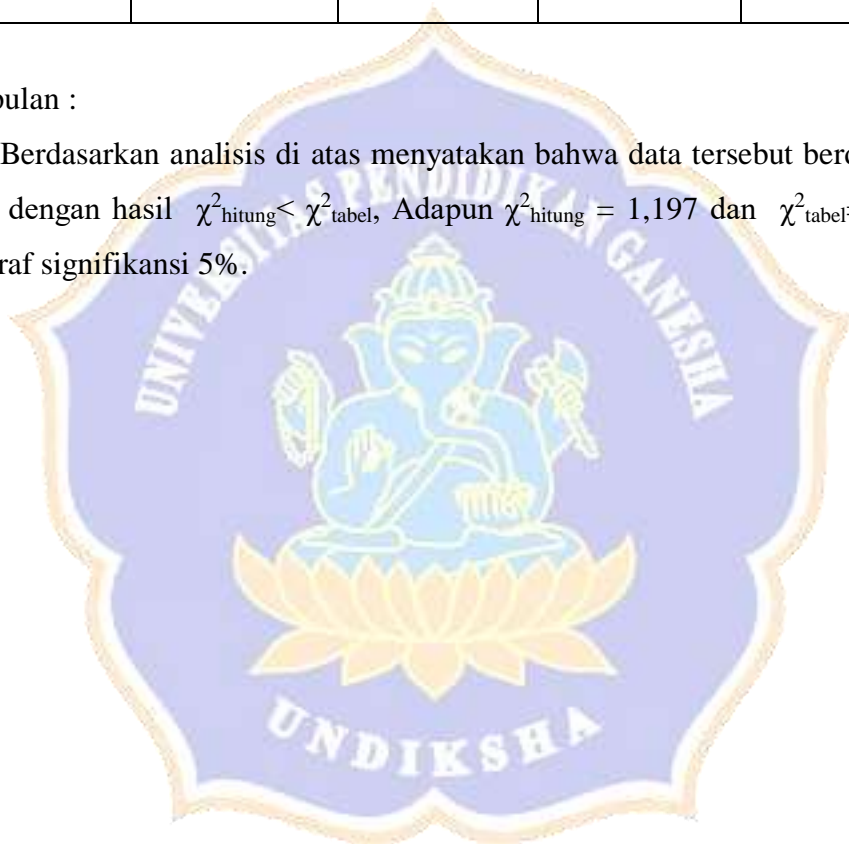 pulan :
Berdasarkan analisis di atas menyatakan bahwa data tersebut berd
dengan hasil χ²hitung< χ²tabel, Adapun χ²hitung = 1,197 dan χ²tabel=
raf signifikansi 5%.
UNIVERSITAS PENDIDIKAN GANESHA
UNDIKSHA